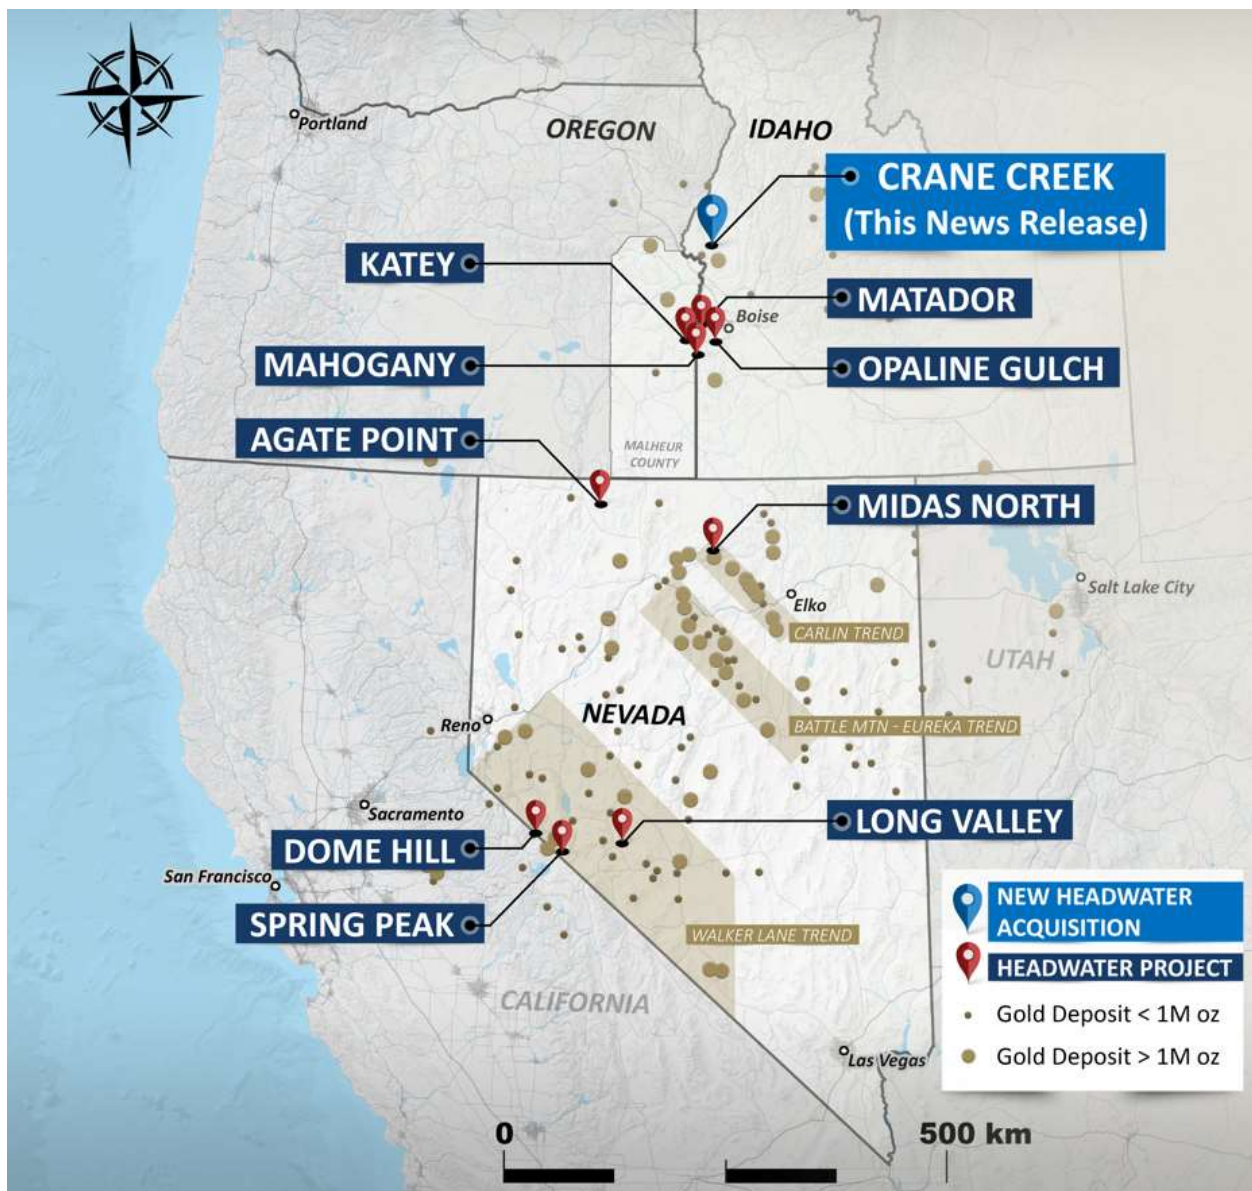 Portland
OREGON
IDAHO
CRANE CREEK
(This News Release)
KATEY
MATADOR
Boise
MAHOGANY
OPALINE GULCH
AGATE POINT
MALHEUR
COUNTY
MIDAS NORTH
Elko
Salt Lake City
CARLIN TREND
UTAH
Reno
NEVADA
BATTLE MTN - EUREKA TREND
Sacramento
DOME HILL
LONG VALLEY
San Francisco
SPRING PEAK
WALKER LANE TREND
CALIFORNIA
Las Vegas
NEW HEADWATER
ACQUISITION
HEADWATER PROJECT
Gold Deposit < 1M oz
Gold Deposit > 1M oz
0
500 km